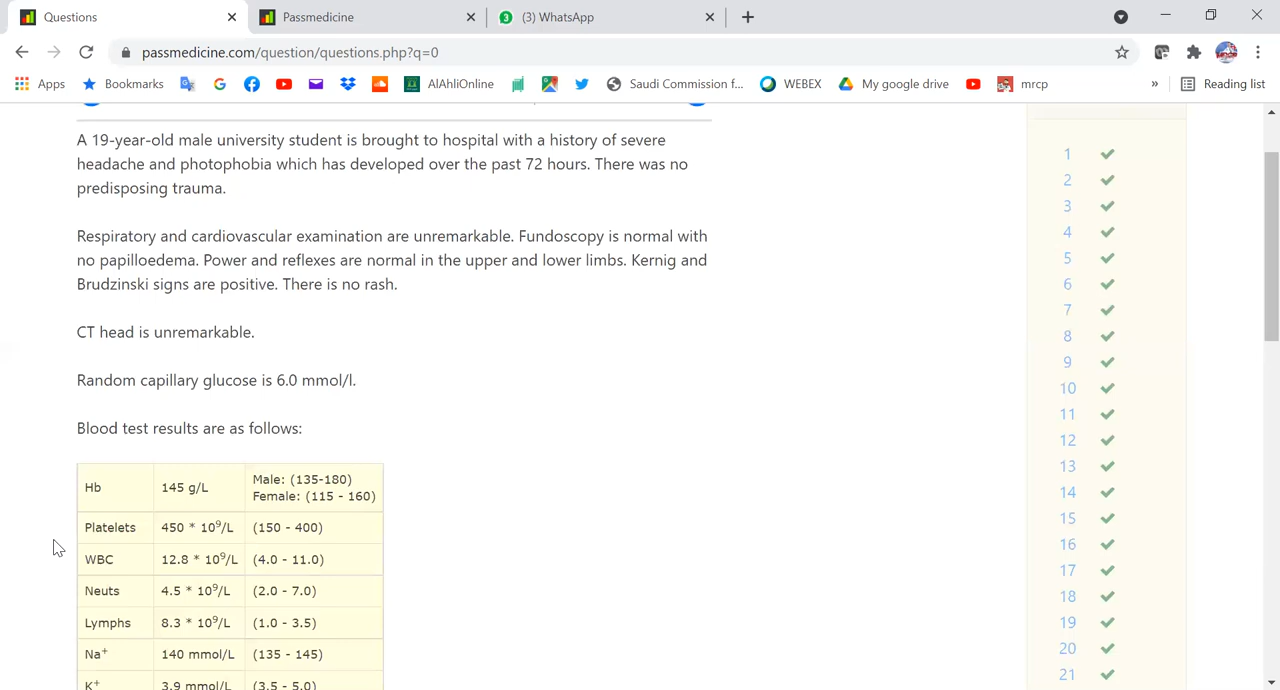 Questions
Passmedicine
3 (3) WhatsApp
passmedicine.com/question/questions.php?q=0
Apps Bookmarks AlAhliOnline Saudi Commission f... WEBEX My google drive mrcp » Reading list
A 19-year-old male university student is brought to hospital with a history of severe
headache and photophobia which has developed over the past 72 hours. There was no
predisposing trauma.
Respiratory and cardiovascular examination are unremarkable. Fundoscopy is normal with
no papilloedema. Power and reflexes are normal in the upper and lower limbs. Kernig and
Brudzinski signs are positive. There is no rash.
CT head is unremarkable.
Random capillary glucose is 6.0 mmol/l.
Blood test results are as follows:
Hb 145 g/L Male: (135-180)
Female: (115 - 160)
Platelets 450 * 10⁹/L (150 - 400)
WBC 12.8 * 10⁹/L (4.0 - 11.0)
Neuts 4.5 * 10⁹/L (2.0 - 7.0)
Lymphs 8.3 * 10⁹/L (1.0 - 3.5)
Na⁺ 140 mmol/L (135 - 145)
K⁺ 3.9 mmol/L (3.5 - 5.0)
1
2
3
4
5
6
7
8
9
10
11
12
13
14
15
16
17
18
19
20
21